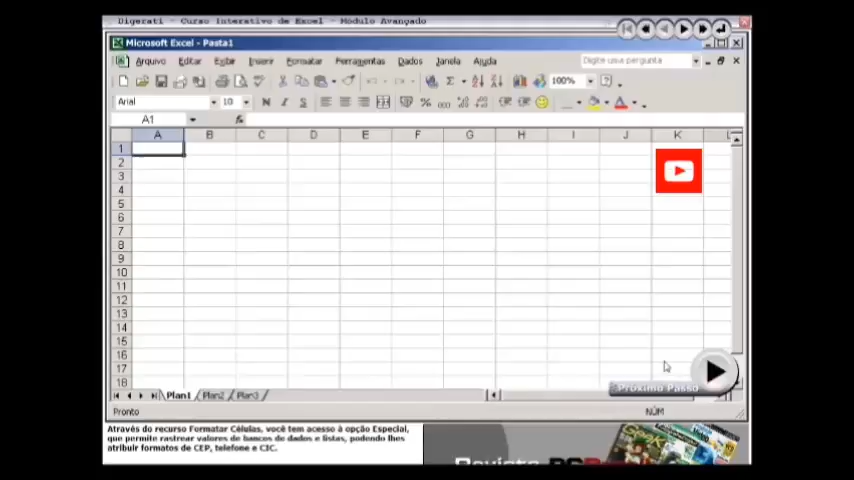 Digerati - Curso Interativo de Excel - Módulo Avançado
Microsoft Excel - Pasta1
Arquivo Editar Exibir Inserir Formatar Ferramentas Dados Janela Ajuda Digite uma pergunta
Σ 100% ?
Arial 10 N I S % 000
A1 fx
A B C D E F G H I J K L
1
2
3
4
5
6
7
8
9
10
11
12
13
14
15
16
17
18
Próximo Passo
Plan1 Plan2 Plan3
Pronto NÚM
Através do recurso Formatar Células, você tem acesso à opção Especial,
que permite rastrear valores de bancos de dados e listas, podendo lhes
atribuir formatos de CEP, telefone e CIC.